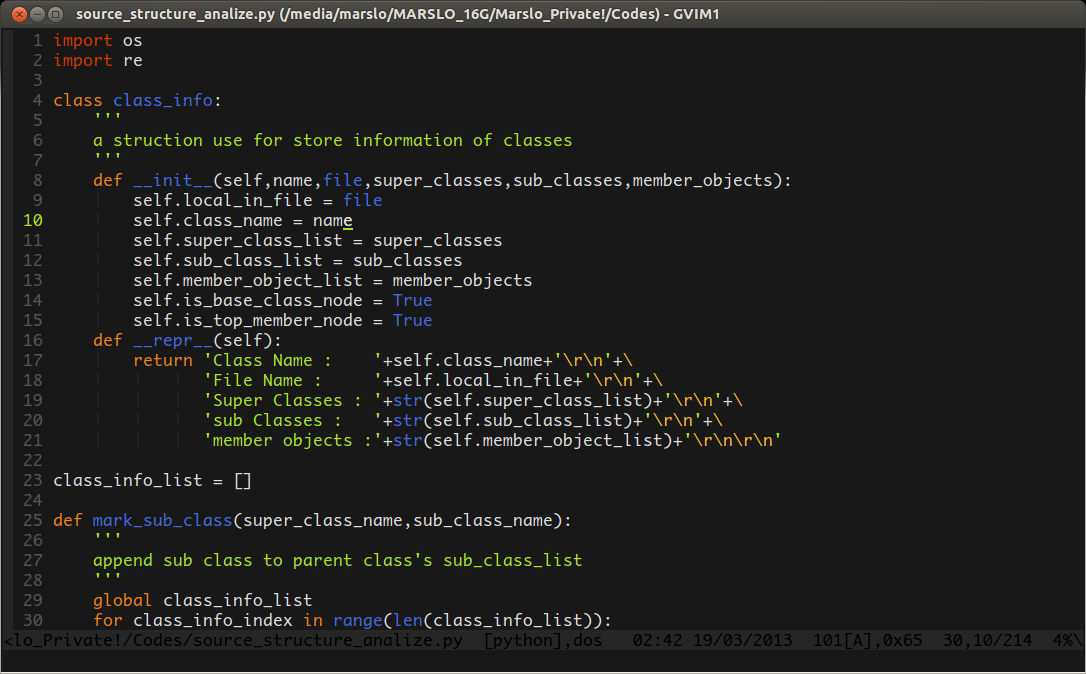 source_structure_analize.py (/media/marslo/MARSLO_16G/Marslo_Private!/Codes) - GVIM1
1 import os
2 import re
3
4 class class_info:
5     '''
6     a struction use for store information of classes
7     '''
8     def __init__(self,name,file,super_classes,sub_classes,member_objects):
9         self.local_in_file = file
10         self.class_name = name
11         self.super_class_list = super_classes
12         self.sub_class_list = sub_classes
13         self.member_object_list = member_objects
14         self.is_base_class_node = True
15         self.is_top_member_node = True
16     def __repr__(self):
17         return 'Class Name :    '+self.class_name+'\r\n'+\
18                'File Name :     '+self.local_in_file+'\r\n'+\
19                'Super Classes : '+str(self.super_class_list)+'\r\n'+\
20                'sub Classes :   '+str(self.sub_class_list)+'\r\n'+\
21                'member objects :'+str(self.member_object_list)+'\r\n\r\n'
22
23 class_info_list = []
24
25 def mark_sub_class(super_class_name,sub_class_name):
26     '''
27     append sub class to parent class's sub_class_list
28     '''
29     global class_info_list
30     for class_info_index in range(len(class_info_list)):
<lo_Private!/Codes/source_structure_analize.py  [python],dos   02:42 19/03/2013  101[A],0x65  30,10/214  4%\